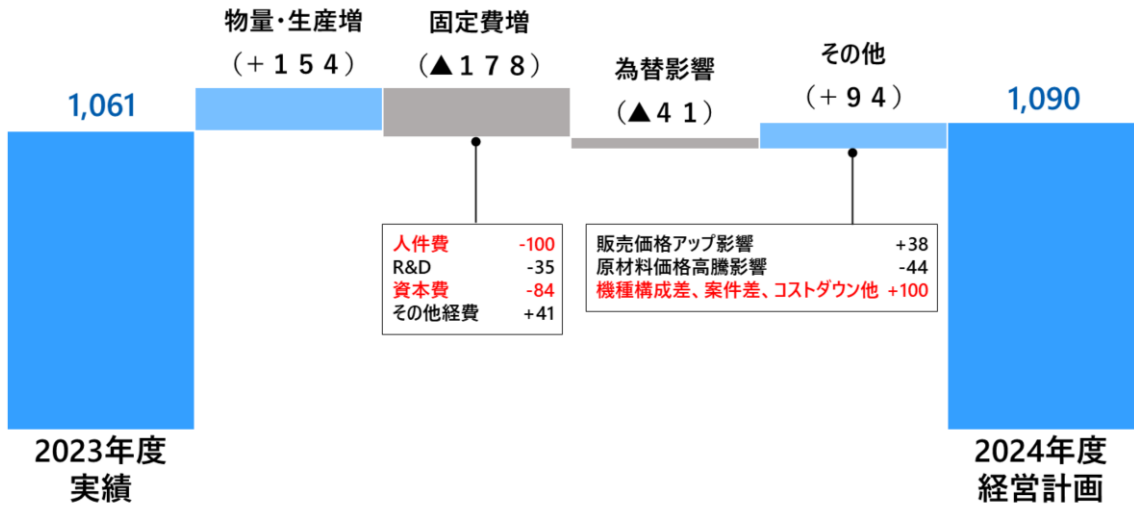 物量・生産増
（＋１５４）
固定費増
（▲１７８）
為替影響
（▲４１）
その他
（＋９４）
1,061
1,090
人件費 -100
R&D -35
資本費 -84
その他経費 +41
販売価格アップ影響 +38
原材料価格高騰影響 -44
機種構成差、案件差、コストダウン他 +100
2023年度
実績
2024年度
経営計画